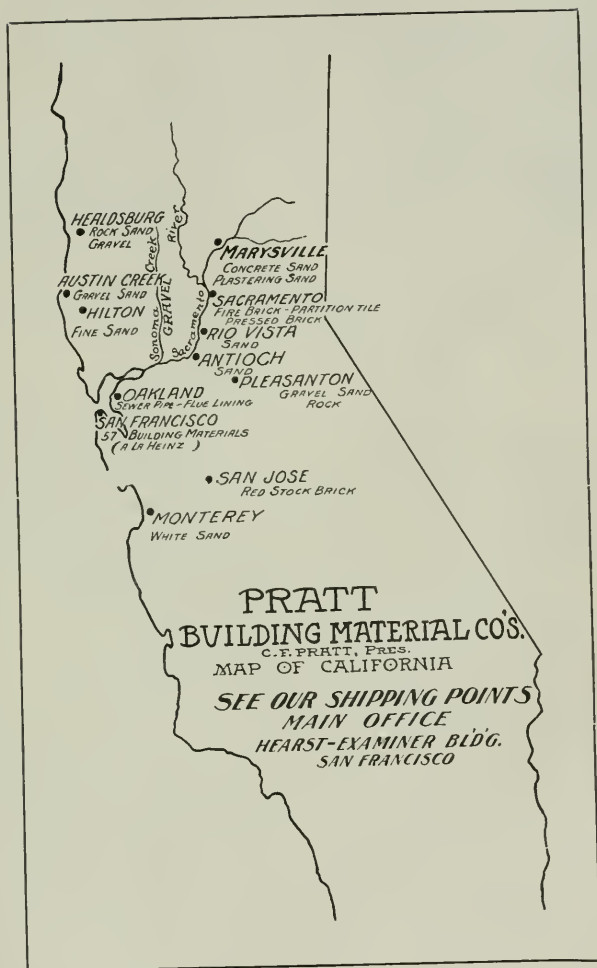 HEALDSBURG
ROCK SAND
GRAVEL
Sonoma Creek
GRAVEL
Sacramento River
MARYSVILLE
CONCRETE SAND
PLASTERING SAND
AUSTIN CREEK
GRAVEL SAND
HILTON
FINE SAND
SACRAMENTO
FIRE BRICK - PARTITION TILE
PRESSED BRICK
RIO VISTA
SAND
ANTIOCH
SAND
PLEASANTON
GRAVEL SAND
ROCK
OAKLAND
SEWER PIPE - FLUE LINING
SAN FRANCISCO
57 BUILDING MATERIALS
(A LA HEINZ)
SAN JOSE
RED STOCK BRICK
MONTEREY
WHITE SAND
PRATT
BUILDING MATERIAL CO'S.
C.F. PRATT, PRES.
MAP OF CALIFORNIA
SEE OUR SHIPPING POINTS
MAIN OFFICE
HEARST-EXAMINER BL'D'G.
SAN FRANCISCO